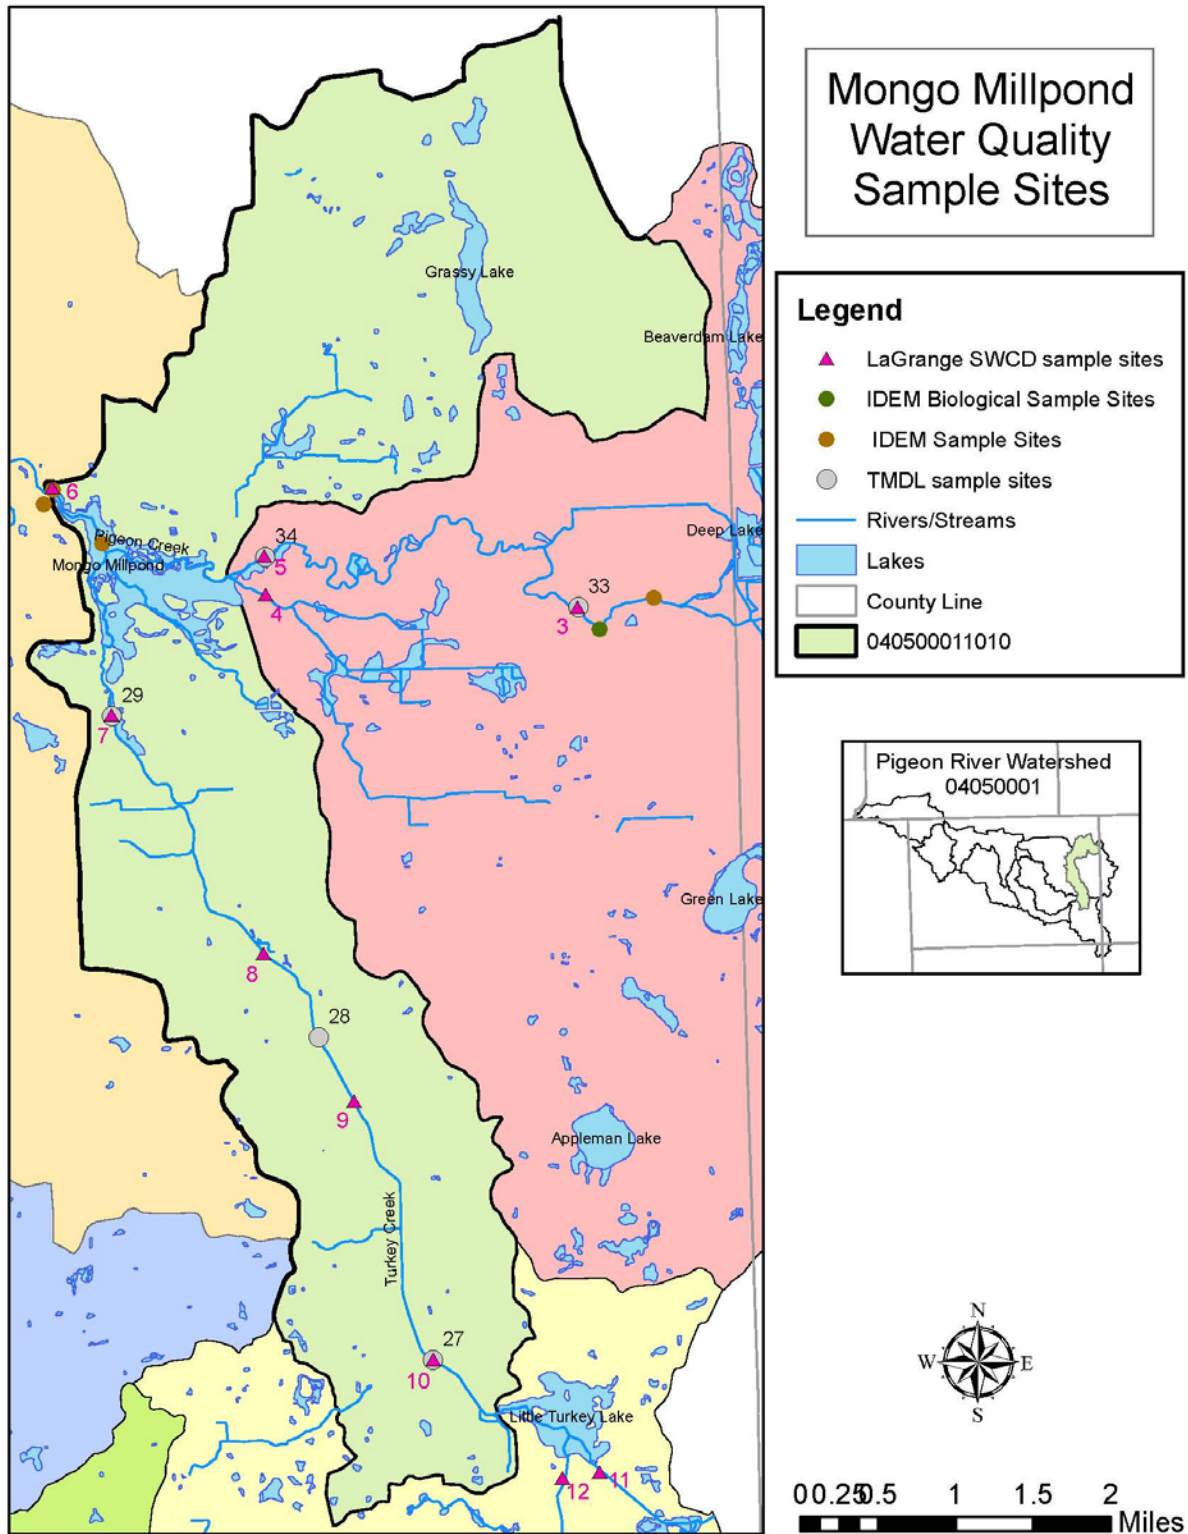 Mongo Millpond
Water Quality
Sample Sites
Legend
LaGrange SWCD sample sites
IDEM Biological Sample Sites
IDEM Sample Sites
TMDL sample sites
Rivers/Streams
Lakes
County Line
040500011010
Pigeon River Watershed
04050001
Grassy Lake
Beaverdam Lake
6
Pigeon Creek
Mongo Millpond
34
5
4
Deep Lake
33
3
29
7
Green Lake
8
28
9
Appleman Lake
Turkey Creek
27
10
Little Turkey Lake
11
12
N
W
E
S
0 0.25 0.5 1 1.5 2
Miles